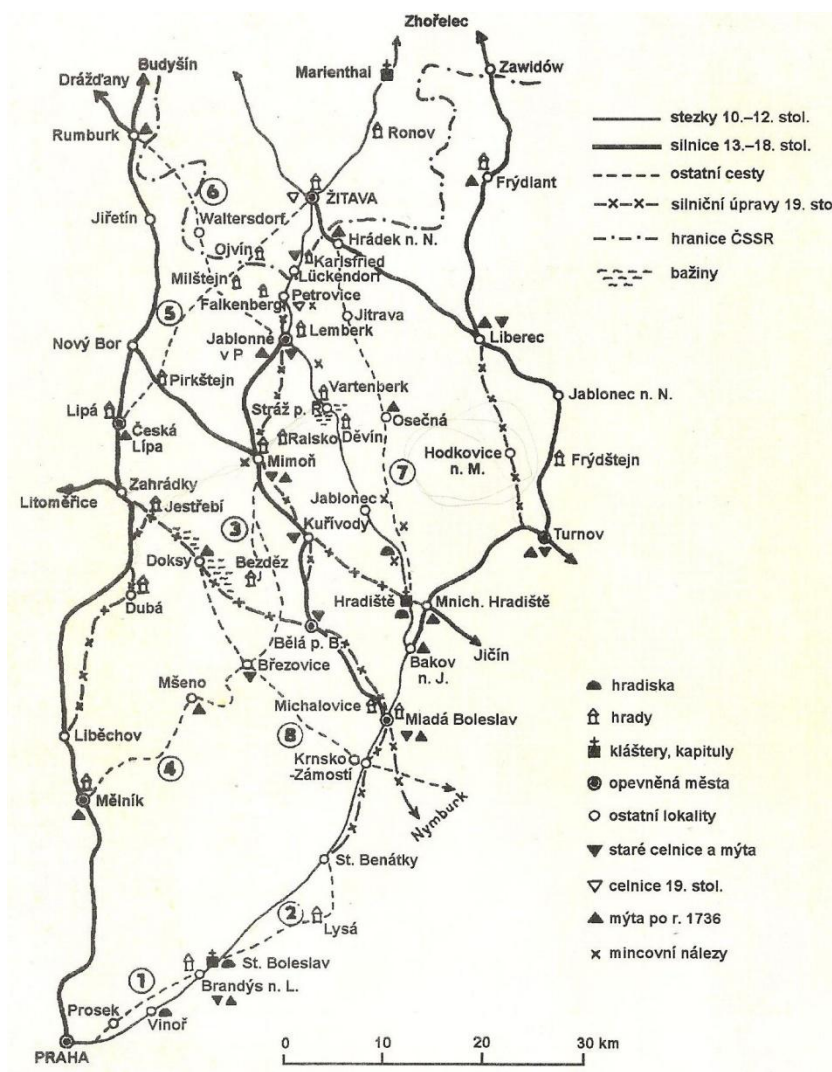 Zhořelec
Budyšín
Drážďany
Marienthal
Zawidów
Rumburk
Ronov
6
Frýdlant
Waltersdorf
ŽITAVA
Jiřetín
Ojvín
Hrádek n. N.
Karlsfried
Milštejn
Lückendorf
Falkenberg
Petrovice
5
Jitrava
Lemberk
Liberec
Nový Bor
Jablonné
v P
Pirkštejn
Vartenberk
Jablonec n. N.
Stráž p. R
Lipá
Osečná
Děvín
Česká
Lípa
Ralsko
Hodkovice
n. M.
Frýdštejn
Mimoň
7
Zahrádky
Litoměřice
Jestřebí
Jablonec
3
Kuřívody
Turnov
Doksy
Bezděz
Dubá
Hradiště
Mnich. Hradiště
Jičín
Bělá p. B.
Bakov
n. J.
Březovice
Mšeno
Michalovice
Mladá Boleslav
Liběchov
8
4
Krnsko
-Zámostí
Mělník
Nymburk
St. Benátky
2
Lysá
St. Boleslav
1
Brandýs n. L.
Prosek
Vinoř
PRAHA
0 10 20 30 km
stezky 10.–12. stol.
silnice 13.–18. stol.
ostatní cesty
silniční úpravy 19. sto
hranice ČSSR
bažiny
hradiska
hrady
kláštery, kapituly
opevněná města
ostatní lokality
staré celnice a mýta
celnice 19. stol.
mýta po r. 1736
mincovní nálezy